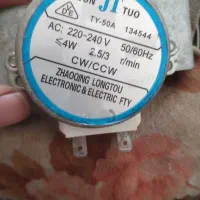 JT TUO
TY-50A 134544
AC: 220-240V 50/60Hz
≤4W 2.5/3 r/min
CW/CCW
ZHAOQING LONGTOU
ELECTRONIC & ELECTRIC FTY